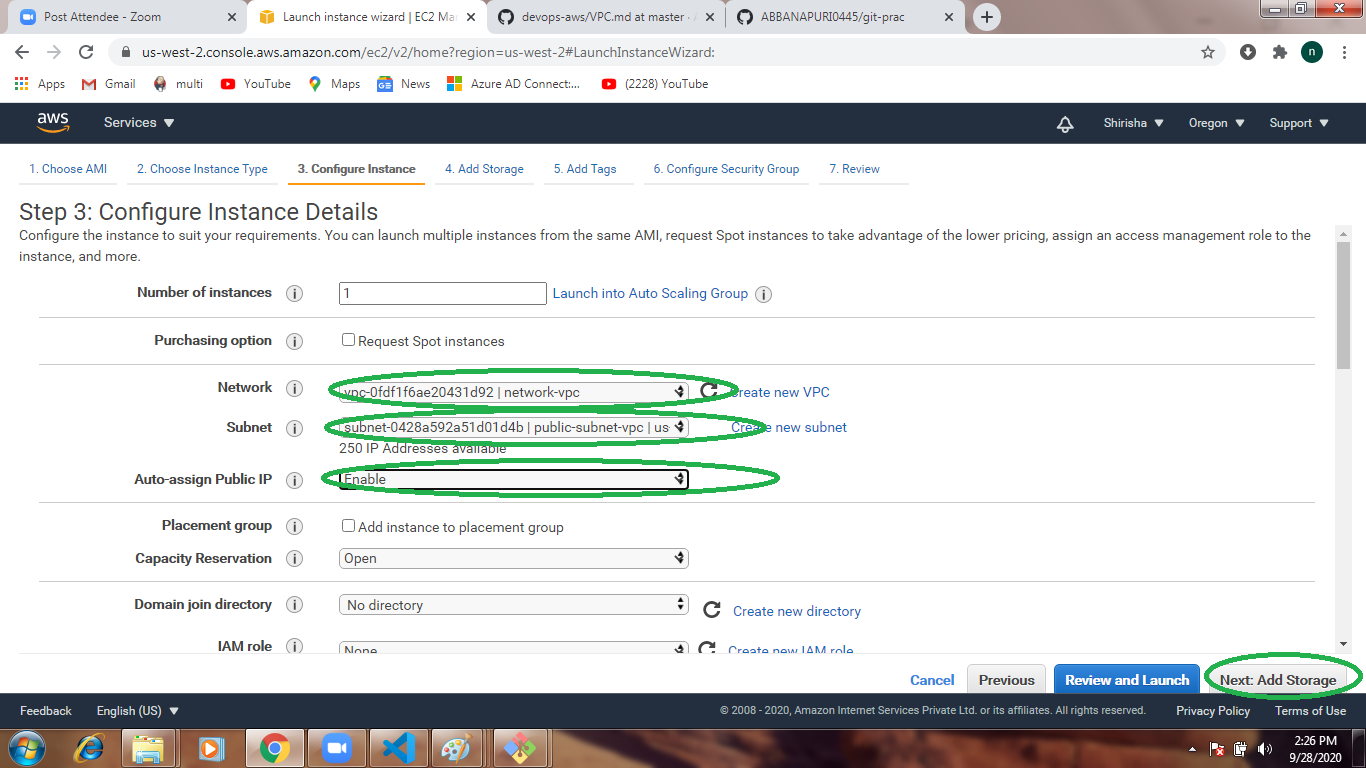 Post Attendee - Zoom
Launch instance wizard | EC2 Ma
devops-aws/VPC.md at master ·
ABBANAPURI0445/git-prac
us-west-2.console.aws.amazon.com/ec2/v2/home?region=us-west-2#LaunchInstanceWizard:
n
Apps Gmail multi YouTube Maps News Azure AD Connect:... (2228) YouTube
aws Services Shirisha Oregon Support
1. Choose AMI 2. Choose Instance Type 3. Configure Instance 4. Add Storage 5. Add Tags 6. Configure Security Group 7. Review
Step 3: Configure Instance Details
Configure the instance to suit your requirements. You can launch multiple instances from the same AMI, request Spot instances to take advantage of the lower pricing, assign an access management role to the
instance, and more.
Number of instances i 1 Launch into Auto Scaling Group i
Purchasing option i Request Spot instances
Network i vpc-0fdf1f6ae20431d92 | network-vpc Create new VPC
Subnet i subnet-0428a592a51d01d4b | public-subnet-vpc | us Create new subnet
250 IP Addresses available
Auto-assign Public IP i Enable
Placement group i Add instance to placement group
Capacity Reservation i Open
Domain join directory i No directory Create new directory
IAM role i None Create new IAM role
Cancel Previous Review and Launch Next: Add Storage
Feedback English (US) © 2008 - 2020, Amazon Internet Services Private Ltd. or its affiliates. All rights reserved. Privacy Policy Terms of Use
2:26 PM
9/28/2020